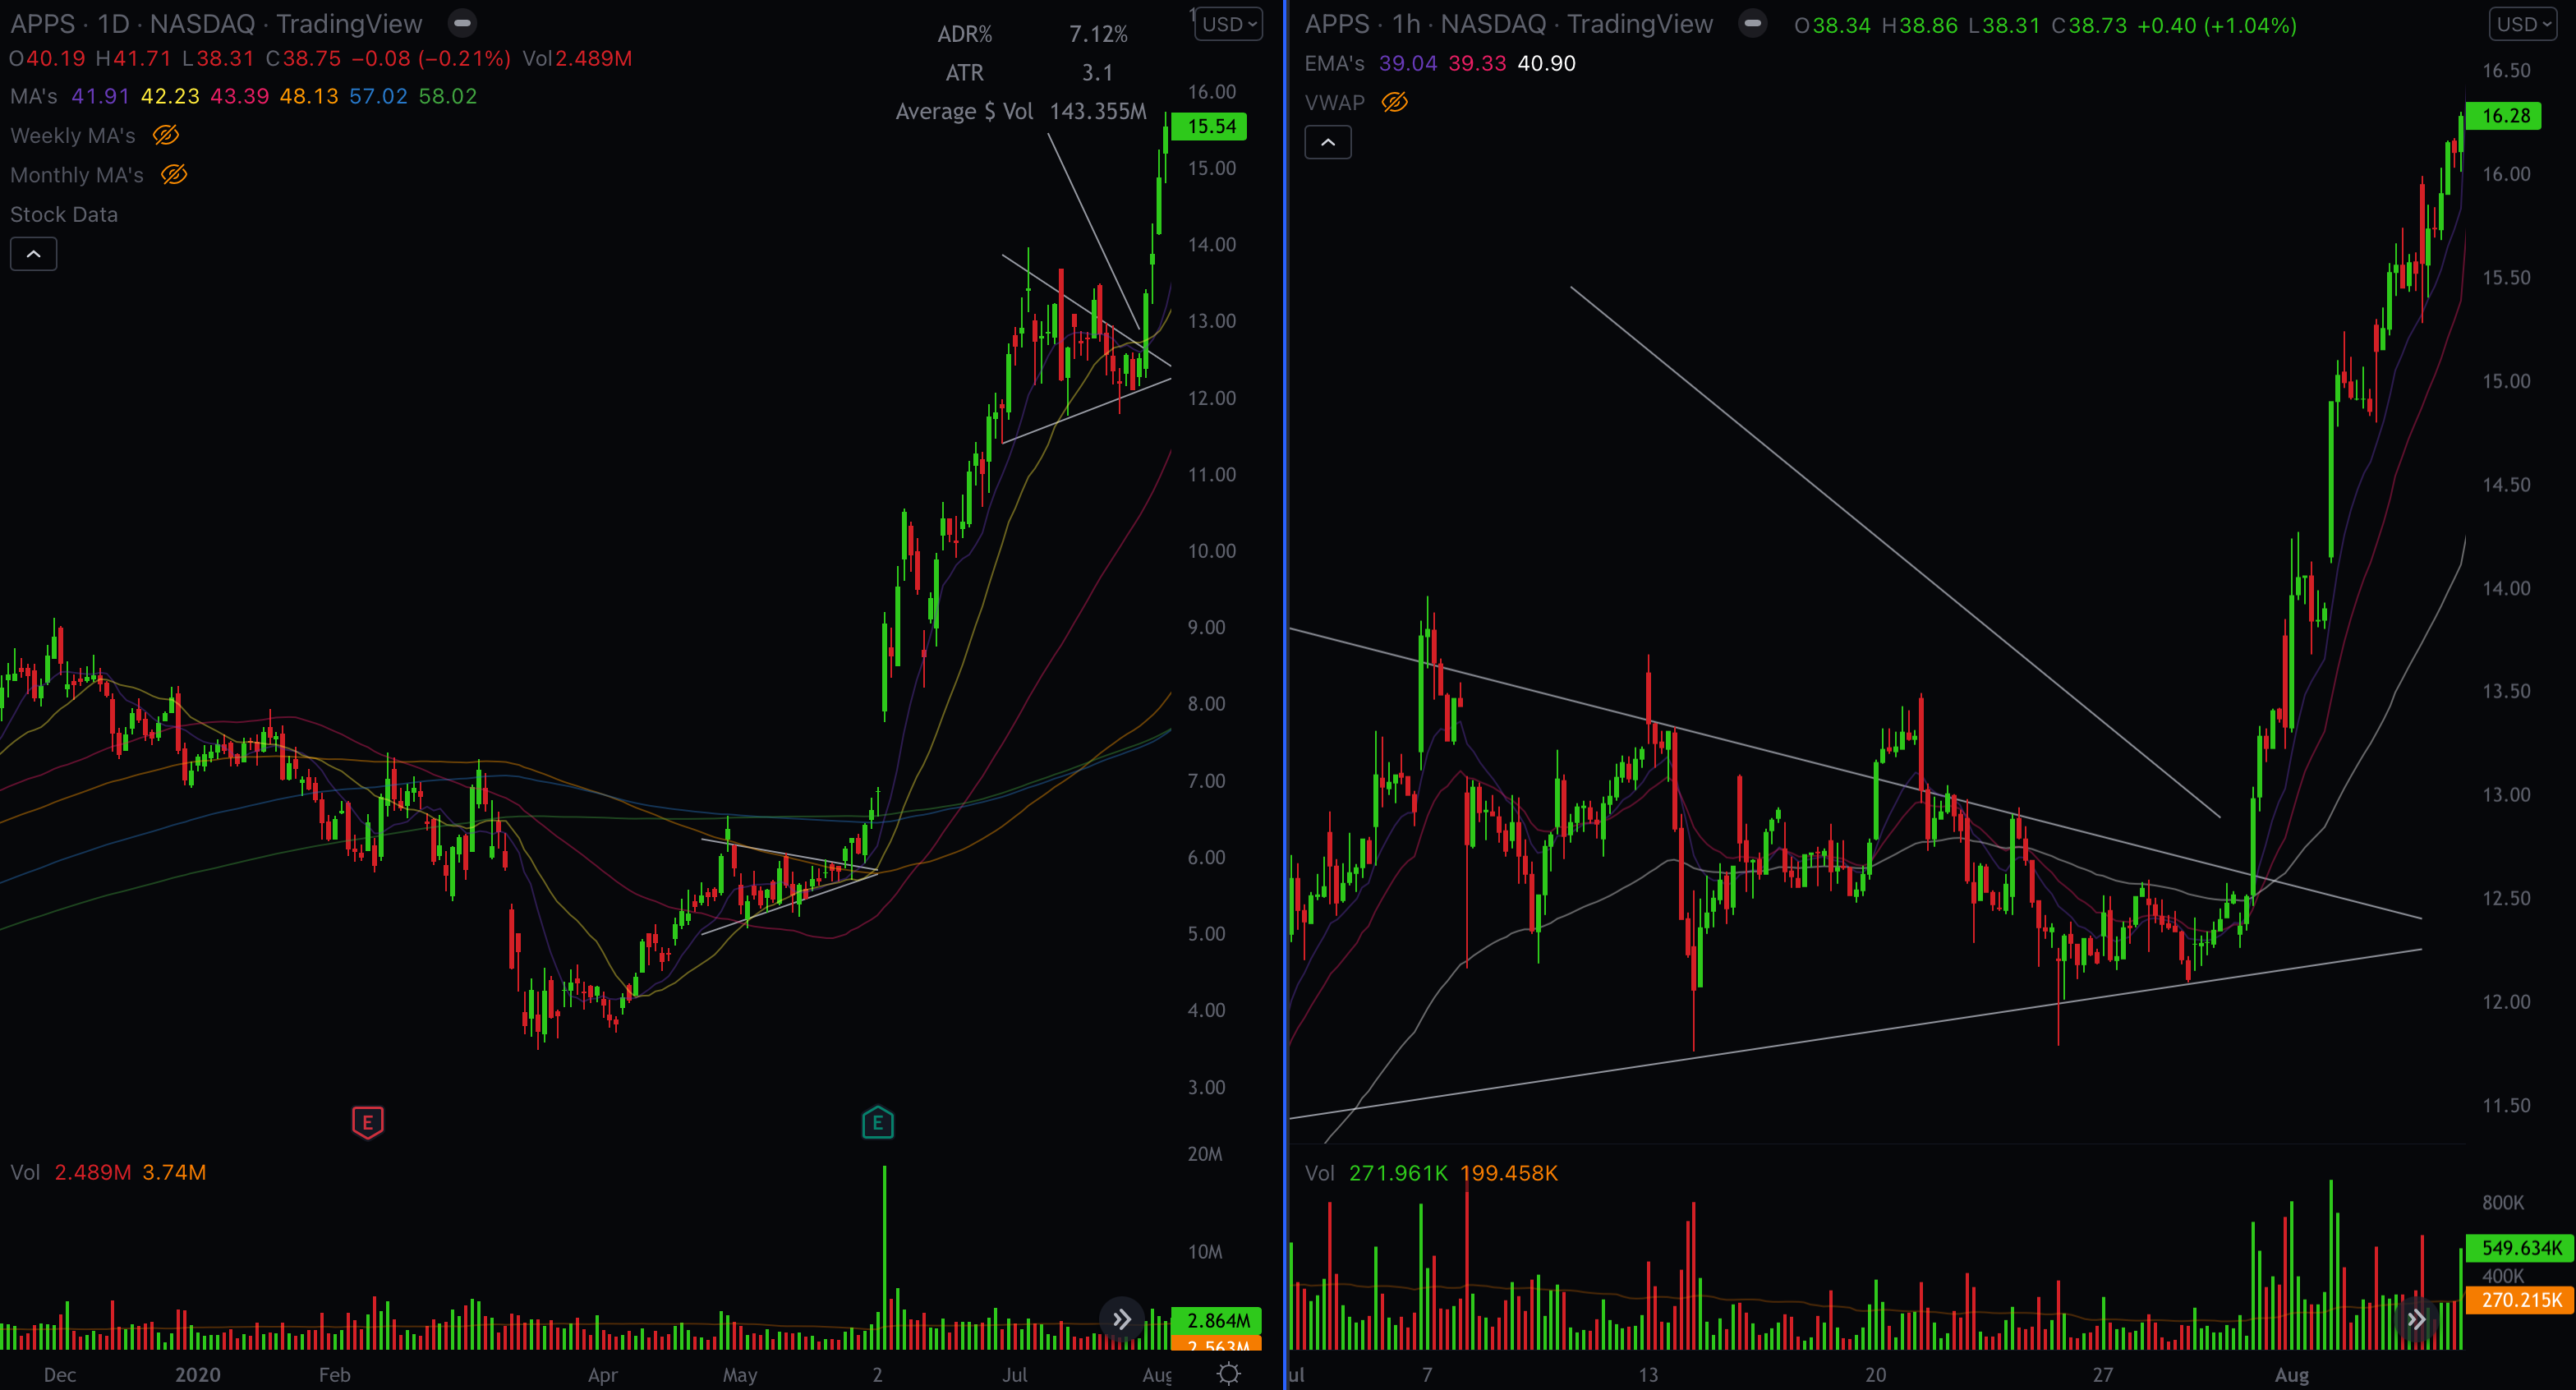 APPS · 1D · NASDAQ · TradingView
O40.19 H41.71 L38.31 C38.75 −0.08 (−0.21%) Vol2.489M
MA's 41.91 42.23 43.39 48.13 57.02 58.02
Weekly MA's
Monthly MA's
Stock Data
ADR% 7.12%
ATR 3.1
Average $ Vol 143.355M
USD
16.00
15.54
15.00
14.00
13.00
12.00
11.00
10.00
9.00
8.00
7.00
6.00
5.00
4.00
3.00
E
E
Vol 2.489M 3.74M
20M
10M
2.864M
2.563M
Dec 2020 Feb Apr May 2 Jul Aug
APPS · 1h · NASDAQ · TradingView
O38.34 H38.86 L38.31 C38.73 +0.40 (+1.04%)
EMA's 39.04 39.33 40.90
VWAP
USD
16.50
16.28
16.00
15.50
15.00
14.50
14.00
13.50
13.00
12.50
12.00
11.50
Vol 271.961K 199.458K
800K
549.634K
400K
270.215K
ul 7 13 20 27 Aug